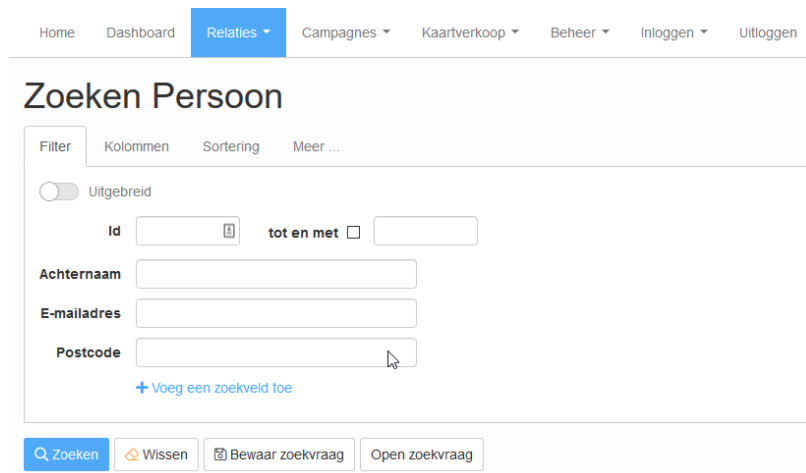 Home Dashboard Relaties Campagnes Kaartverkoop Beheer Inloggen Uitloggen
Zoeken Persoon
Filter Kolommen Sortering Meer ...
Uitgebreid
Id tot en met
Achternaam
E-mailadres
Postcode
Voeg een zoekveld toe
Zoeken Wissen Bewaar zoekvraag Open zoekvraag